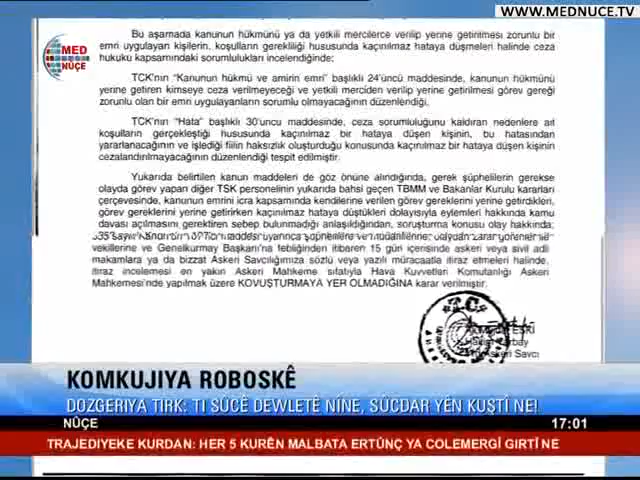 WWW.MEDNUCE.TV
MED
NÛÇE
Bu aşamada kanunun hükmünü ya da yetkili mercilerce verilip yerine getirilmesi zorunlu bir
emri uygulayan kişilerin, koşulların gerekliliği hususunda kaçınılmaz hataya düşmeleri halinde ceza
hukuku kapsamındaki sorumlulukları incelendiğinde;
TCK'nın "Kanunun hükmü ve amirin emri" başlıklı 24'üncü maddesinde, kanunun hükmünü
yerine getiren kimseye ceza verilmeyeceği ve yetkili merciden verilip yerine getirilmesi görev gereği
zorunlu olan bir emri uygulayanların sorumlu olmayacağının düzenlendiği,
TCK'nın "Hata" başlıklı 30'uncu maddesinde, ceza sorumluluğunu kaldıran nedenlere ait
koşulların gerçekleştiği hususunda kaçınılmaz bir hataya düşen kişinin, bu hatasından
yararlanacağının ve işlediği fiilin haksızlık oluşturduğu konusunda kaçınılmaz bir hataya düşen kişinin
cezalandırılmayacağının düzenlendiği tespit edilmiştir.
Yukarıda belirtilen kanun maddeleri de göz önüne alındığında, gerek şüphelilerin gerekse
olayda görev yapan diğer TSK personelinin yukarıda bahsi geçen TBMM ve Bakanlar Kurulu kararları
çerçevesinde, kanunun emrini icra kapsamında kendilerine verilen görev gereklerini yerine getirdikleri,
görev gereklerini yerine getirirken kaçınılmaz hataya düştükleri dolayısıyla eylemleri hakkında kamu
davası açılmasını gerektiren sebep bulunmadığı anlaşıldığından, soruşturma konusu olay hakkında;
vekillerine ve Genelkurmay Başkanı'na tebliğinden itibaren 15 gün içerisinde askeri veya sivil adli
makamlara ya da bizzat Askeri Savcılığımıza sözlü veya yazılı müracaatla itiraz etmeleri halinde,
itiraz incelemesi en yakın Askeri Mahkeme sıfatıyla Hava Kuvvetleri Komutanlığı Askeri
Mahkemesi'nde yapılmak üzere KOVUŞTURMAYA YER OLMADIĞINA karar verilmiştir.
ESKİ
Askeri Savcı
KOMKUJIYA ROBOSKÊ
DOZGERIYA TIRK: TI SÛCÊ DEWLETÊ NÎNE, SÛCDAR YÊN KUŞTÎ NE!
NÛÇE
17:01
TRAJEDIYEKE KURDAN: HER 5 KURÊN MALBATA ERTÛNÇ YA COLEMERGÎ GIRTÎ NE